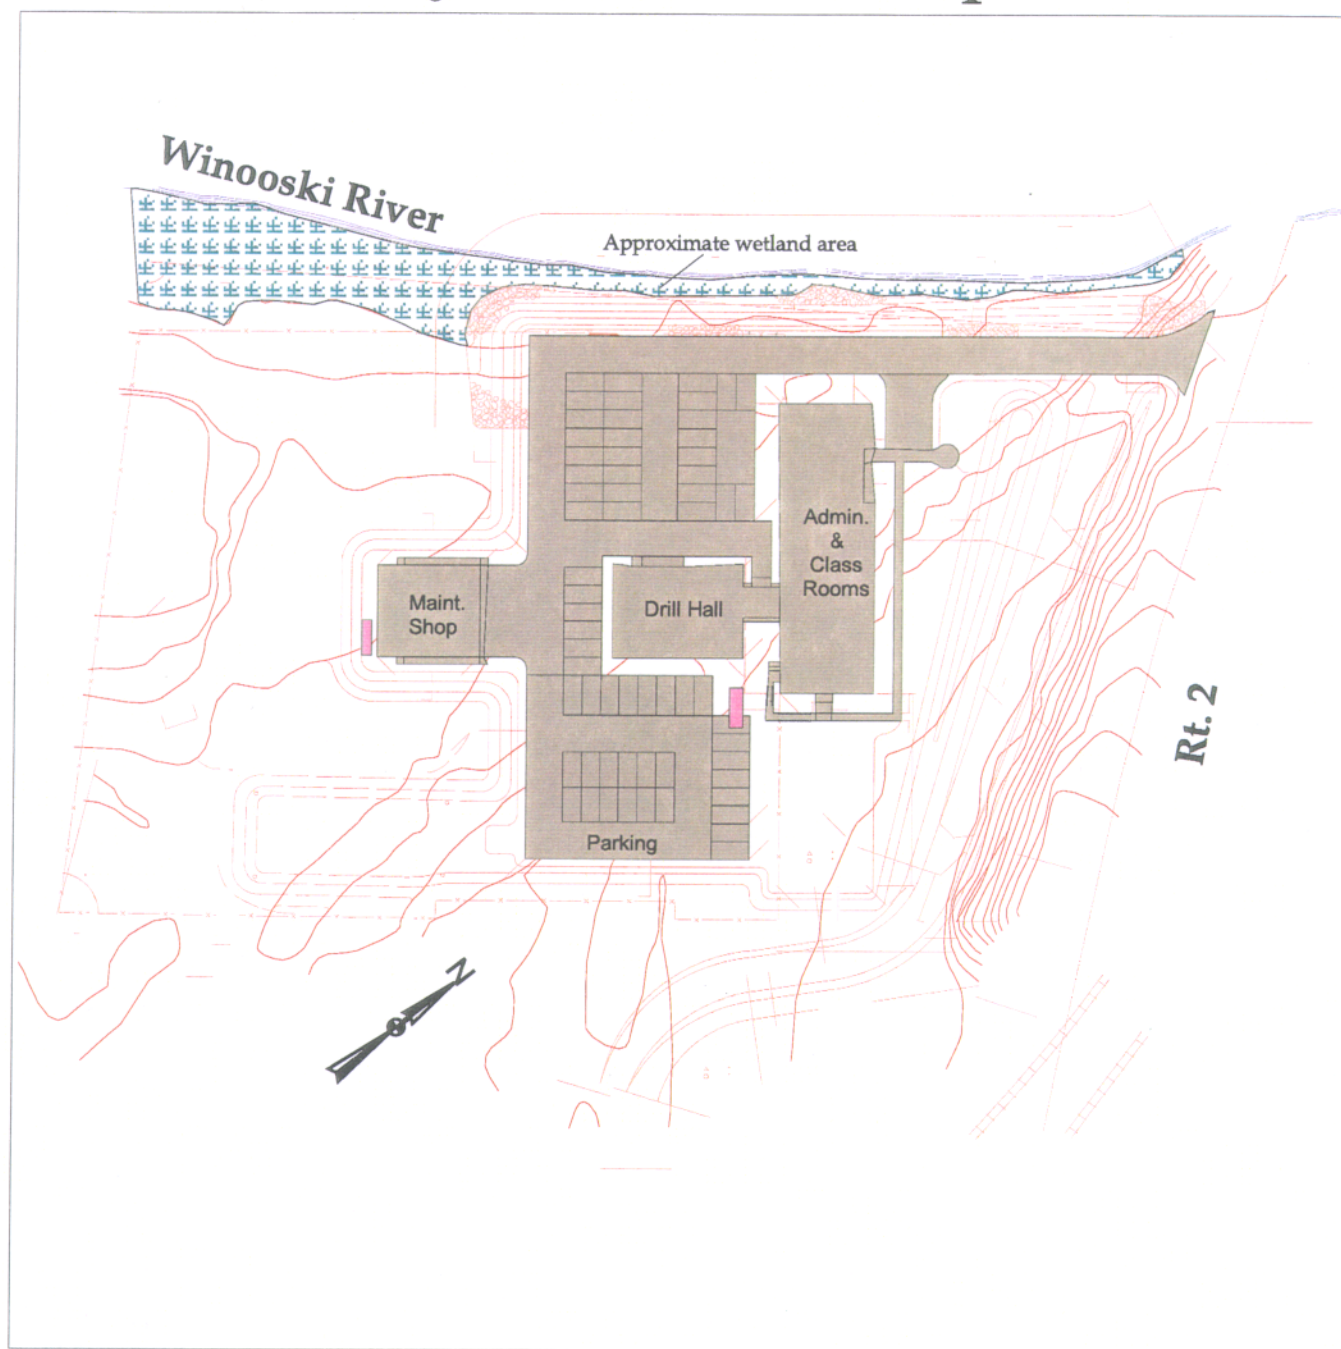 Winooski River
Approximate wetland area
Admin.
&
Class
Rooms
Maint.
Shop
Drill Hall
Rt. 2
Parking
N